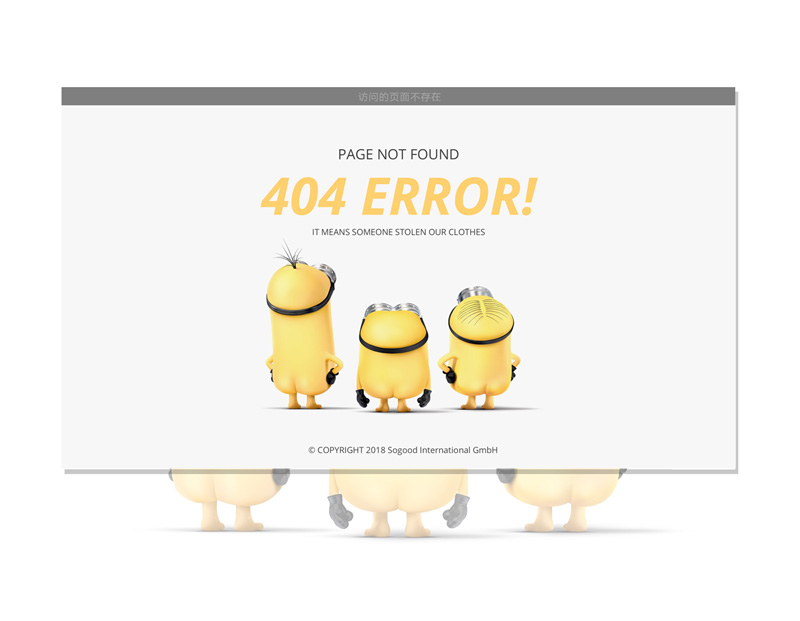 访问的页面不存在
PAGE NOT FOUND
404 ERROR!
IT MEANS SOMEONE STOLEN OUR CLOTHES
© COPYRIGHT 2018 Sogood International GmbH